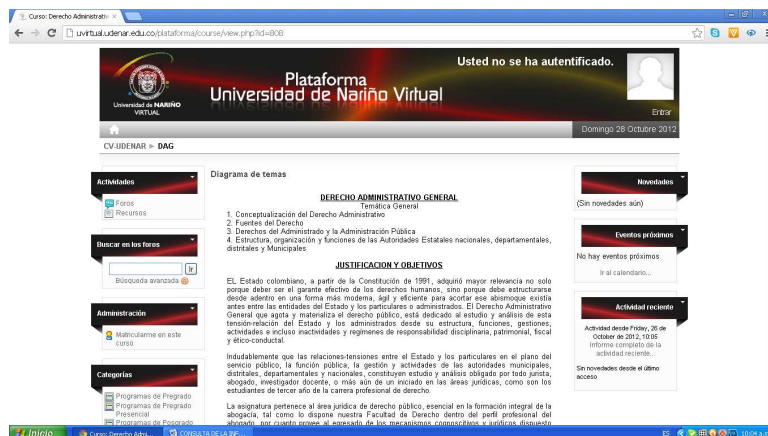 Curso: Derecho Administrativ
uvirtual.udenar.edu.co/plataforma/course/view.php?id=808
Usted no se ha autentificado.
Plataforma
Universidad de Nariño Virtual
Universidad de NARIÑO
VIRTUAL
Entrar
Domingo 28 Octubre 2012
CV-UDENAR ► DAG
Actividades
Foros
Recursos
Buscar en los foros
Ir
Búsqueda avanzada
Administración
Matricularme en este
curso
Categorías
Programas de Pregrado
Programas de Pregrado
Presencial
Programas de Posgrado
Diagrama de temas
DERECHO ADMINISTRATIVO GENERAL
Temática General
1. Conceptualización del Derecho Administrativo
2. Fuentes del Derecho
3. Derechos del Administrado y la Administración Pública
4. Estructura, organización y funciones de las Autoridades Estatales nacionales, departamentales,
distritales y Municipales
JUSTIFICACION Y OBJETIVOS
EL Estado colombiano, a partir de la Constitución de 1991, adquirió mayor relevancia no solo
porque deber ser el garante efectivo de los derechos humanos, sino porque debe estructurarse
desde adentro en una forma más moderna, ágil y eficiente para acortar ese abismoque existía
antes entre las entidades del Estado y los particulares o administrados. El Derecho Administrativo
General que agota y materializa el derecho público, está dedicado al estudio y análisis de esta
tensión-relación del Estado y los administrados desde su estructura, funciones, gestiones,
actividades e incluso inactividades y regimenes de responsabilidad disciplinaria, patrimonial, fiscal
y ético-conductal.
Indudablemente que las relaciones-tensiones entre el Estado y los particulares en el plano del
servicio público, la función pública, la gestión y actividades de las autoridades municipales,
distritales, departamentales y nacionales, constituyen estudio y análisis obligado por todo jurista,
abogado, investigador docente, o más aún de un iniciado en las áreas jurídicas, como son los
estudiantes de tercer año de la carrera profesional de derecho.
La asignatura pertenece al área jurídica de derecho público, esencial en la formación integral de la
abogacía, tal como lo dispone nuestra Facultad de Derecho dentro del perfil profesional del
abogado, por cuanto provee al egresado de los mecanismos cognoscitivos y jurídicos dispuesto
Novedades
(Sin novedades aún)
Eventos próximos
No hay eventos próximos
Ir al calendario...
Actividad reciente
Actividad desde Friday, 26 de
October de 2012, 10:05
Informe completo de la
actividad reciente...
Sin novedades desde el último
acceso
Inicio
Curso: Derecho Admi...
CONSULTA DE LA INF...
ES
10:04 a.m.